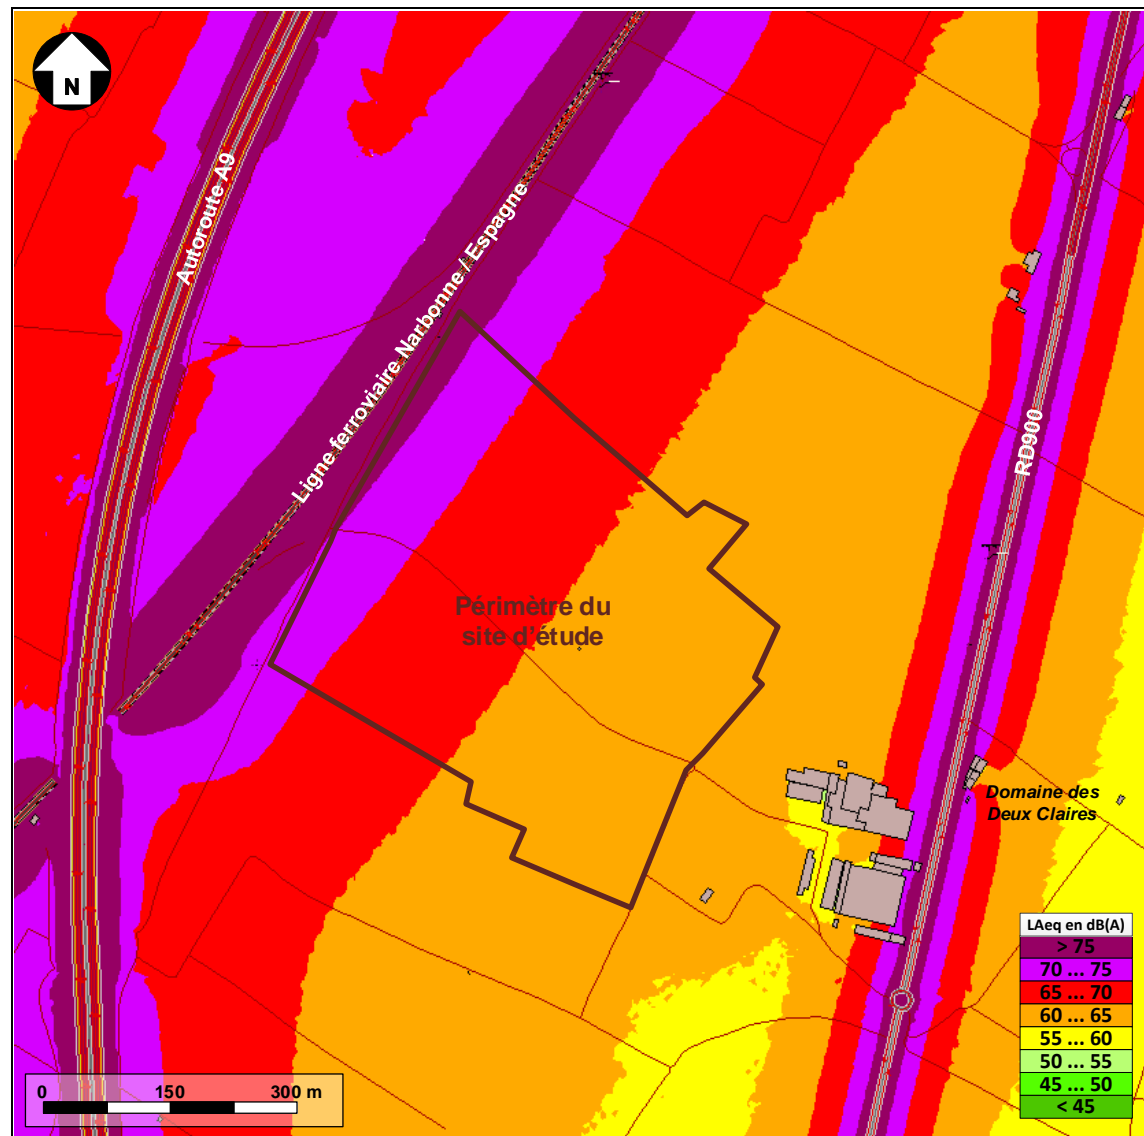 N
Autoroute A9
Ligne ferroviaire Narbonne / Espagne
RD900
Périmètre du
site d'étude
Domaine des
Deux Claires
LAeq en dB(A)
> 75
70 ... 75
65 ... 70
60 ... 65
55 ... 60
50 ... 55
45 ... 50
< 45
0 150 300 m